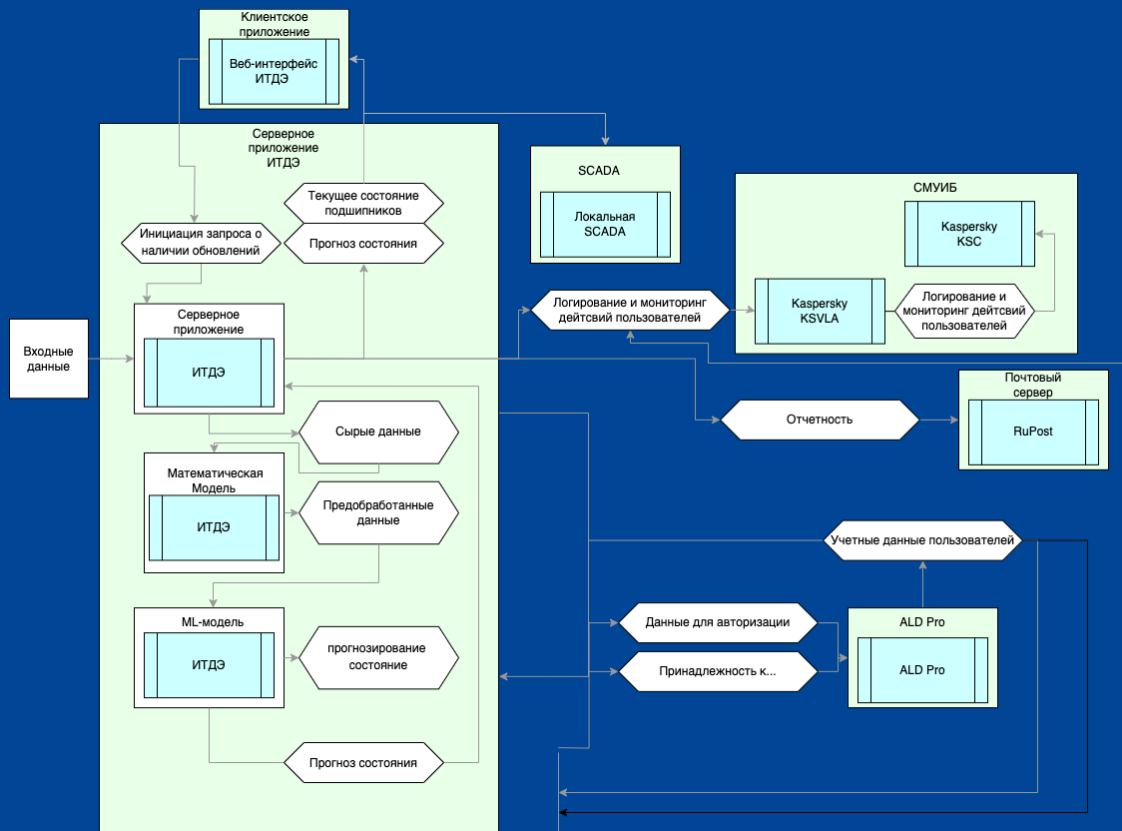 Клиентское
приложение
Веб-интерфейс
ИТДЭ
Серверное
приложение
ИТДЭ
Текущее состояние
подшипников
Инициация запроса о
наличии обновлений
Прогноз состояния
SCADA
Локальная
SCADA
СМУИБ
Kaspersky
KSC
Логирование и мониторинг
дейтсвий пользователей
Kaspersky
KSVLA
Логирование и
мониторинг дейтсвий
пользователей
Входные
данные
Серверное
приложение
ИТДЭ
Почтовый
сервер
RuPost
Отчетность
Сырые данные
Математическая
Модель
ИТДЭ
Предобработанные
данные
Учетные данные пользователей
ML-модель
ИТДЭ
прогнозирование
состояние
Данные для авторизации
Принадлежность к...
ALD Pro
ALD Pro
Прогноз состояния